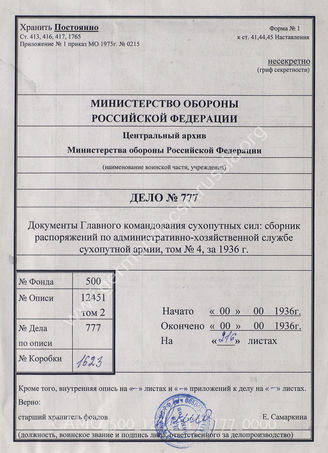 Хранить Постоянно
Ст. 413, 416, 417, 1765
Приложение № 1 приказ МО 1975г. № 0215
Форма № 1
к ст. 41,44,45 Наставления
несекретно
(гриф секретности)
МИНИСТЕРСТВО ОБОРОНЫ
РОССИЙСКОЙ ФЕДЕРАЦИИ
Центральный архив
Министерства обороны Российской Федерации
(наименование воинской части, учреждения)
ДЕЛО № 777
Документы Главного командования сухопутных сил: сборник
распоряжений по административно-хозяйственной службе
сухопутной армии, том № 4, за 1936 г.
№ Фонда 500
№ Описи 12451
том 2
№ Дела 777
по описи
№ Коробки 1623
Начато « 00 » 00 1936г.
Окончено « 00 » 00 1936г.
На «216» листах
Кроме того, внутренняя опись на «–» листах и «–» приложений к делу на «–» листах.
Верно:
старший хранитель фондов Е. Самаркина
(должность, воинское звание и подпись лица, ответственного за делопроизводство)